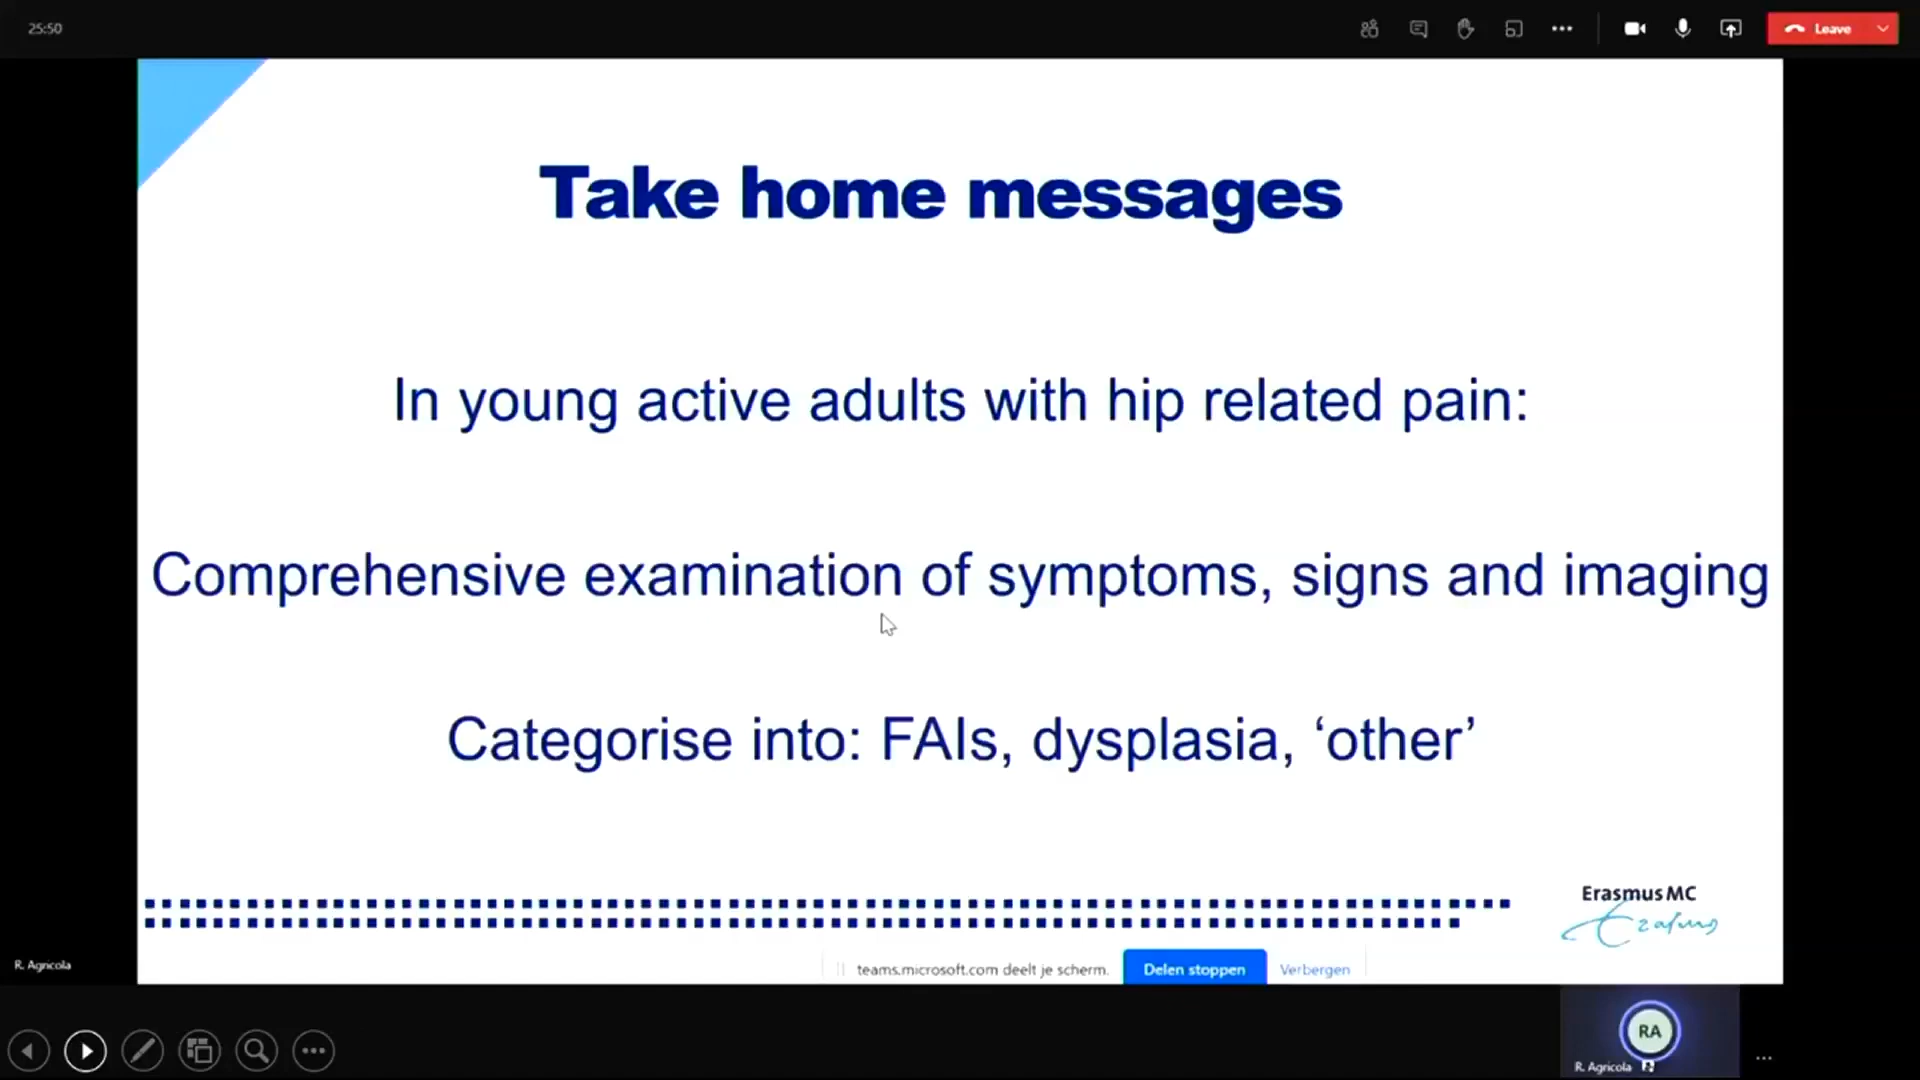 25:50
Leave
Take home messages
In young active adults with hip related pain:
Comprehensive examination of symptoms, signs and imaging
Categorise into: FAIs, dysplasia, ‘other’
Erasmus MC
Erasmus
R. Agricola
teams.microsoft.com deelt je scherm.
Delen stoppen
Verbergen
RA
R. Agricola